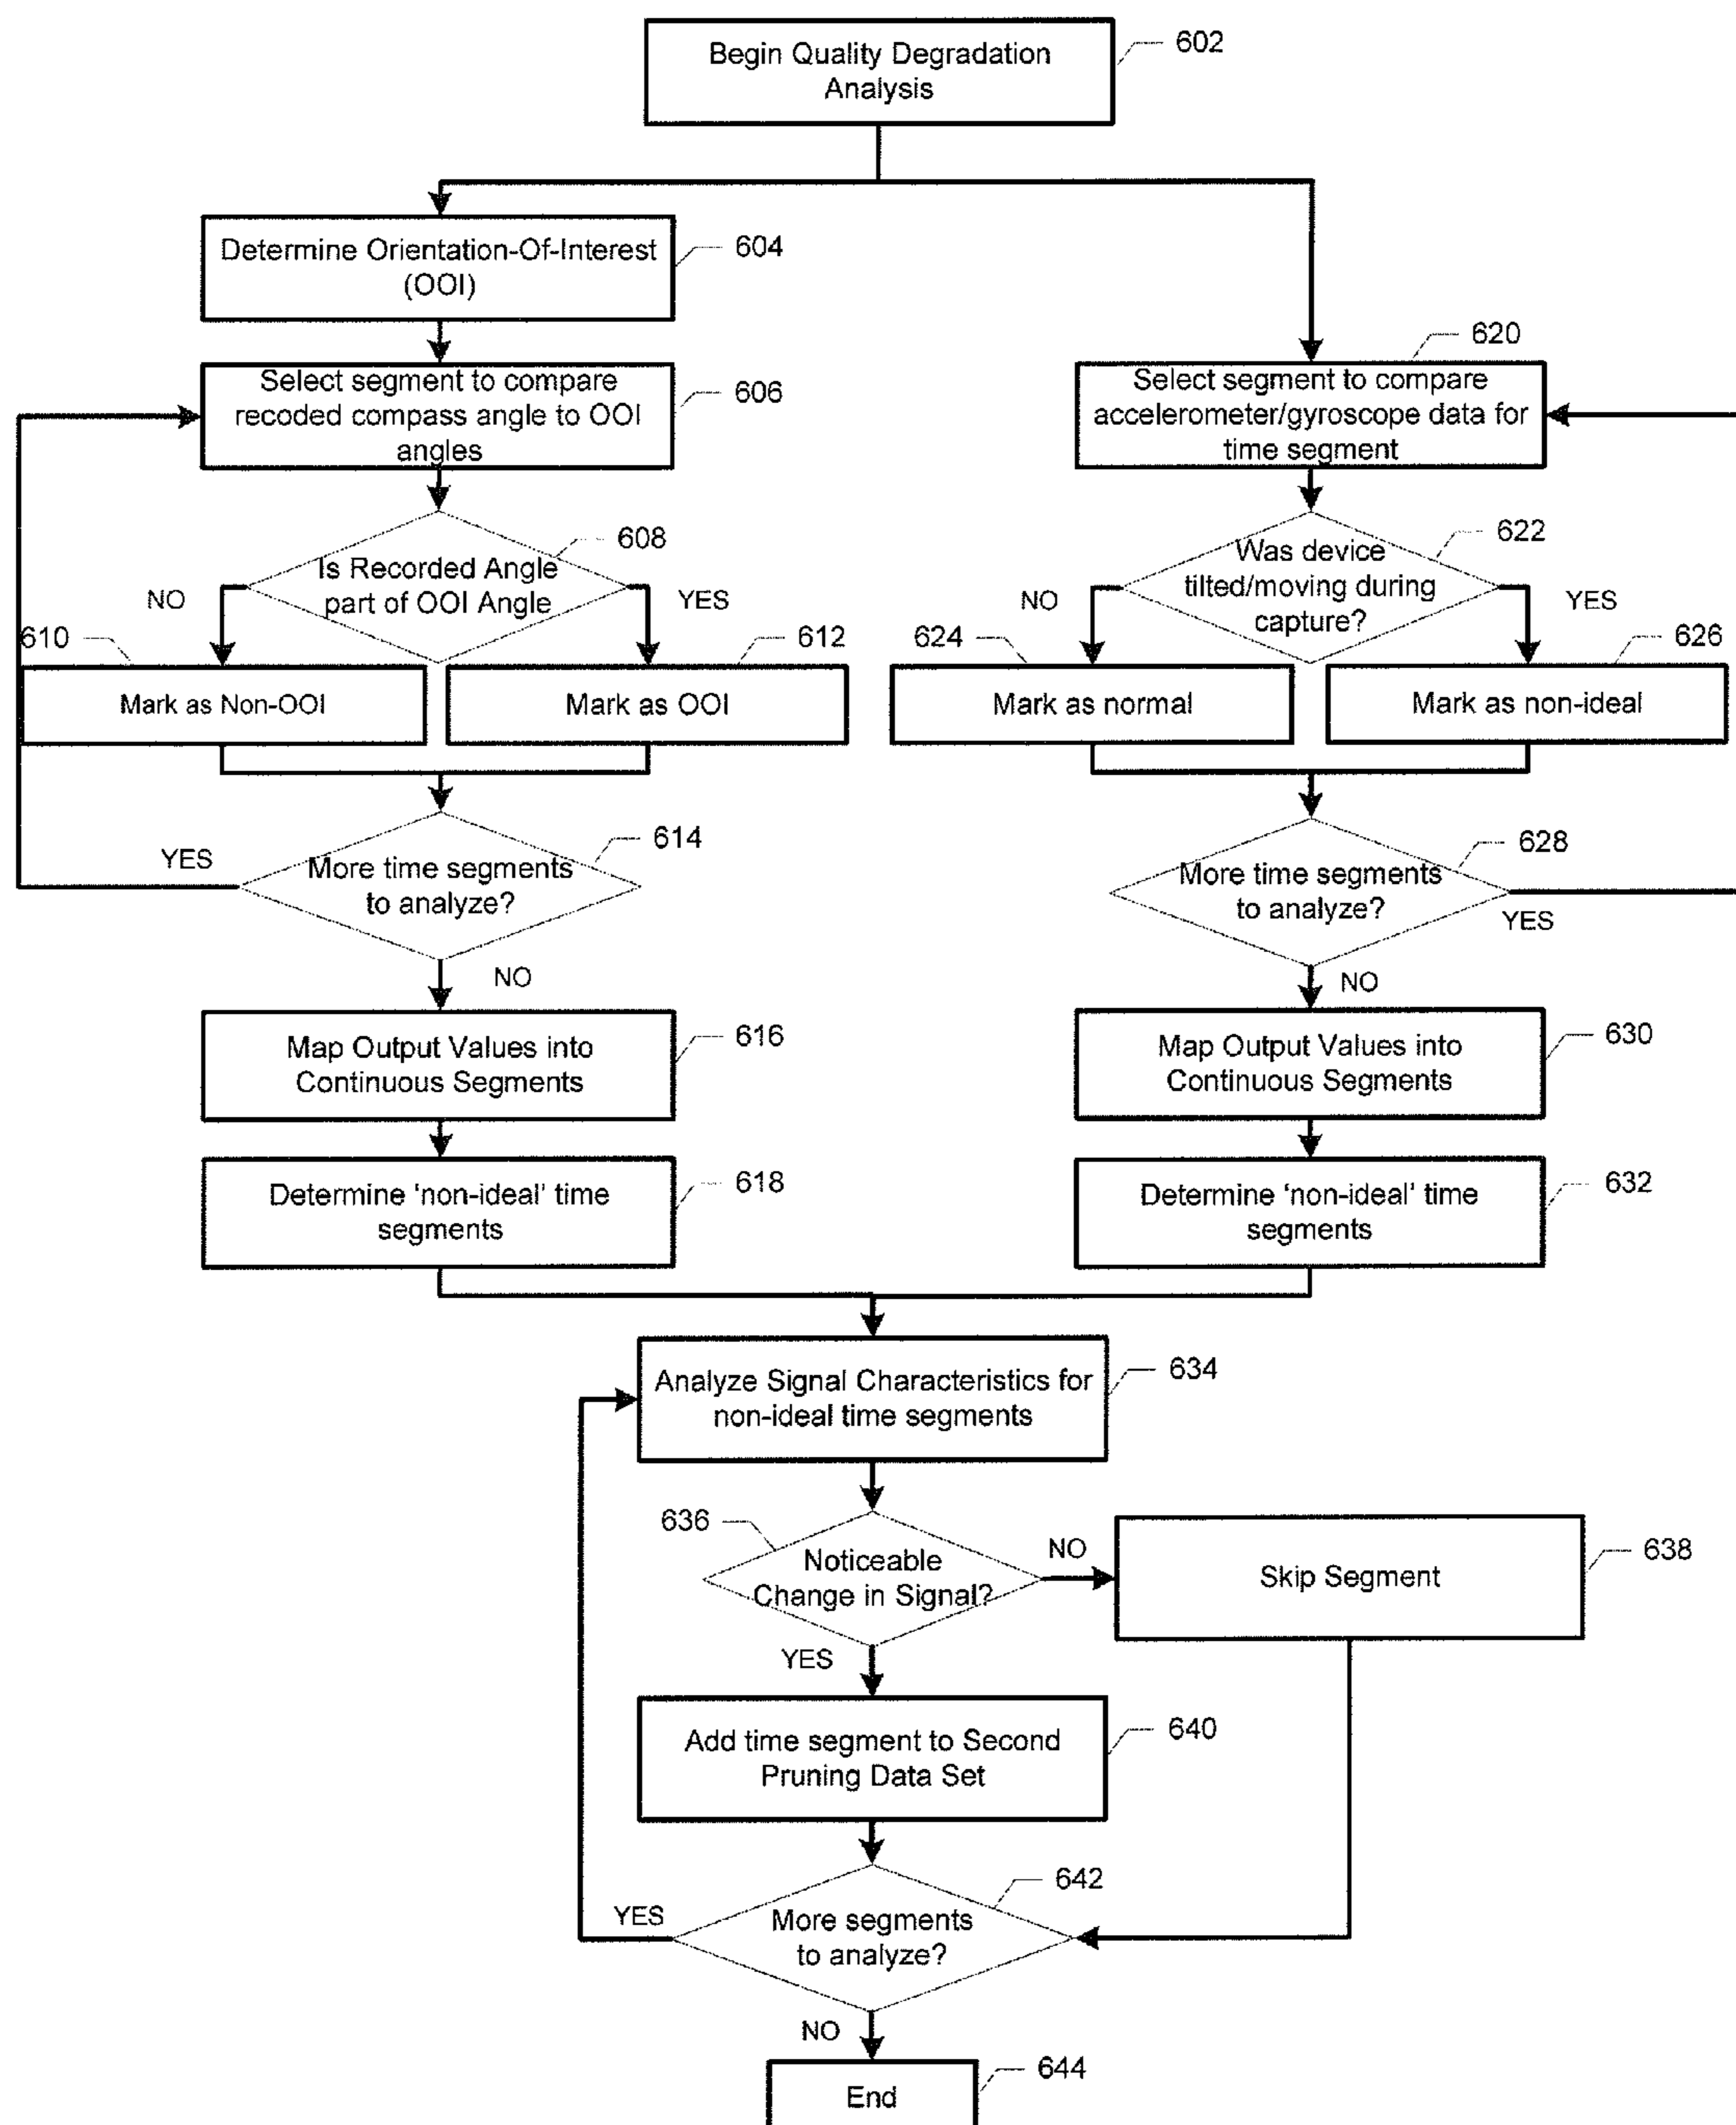 Begin Quality Degradation
Analysis
602
Determine Orientation-Of-Interest
(OOI)
604
Select segment to compare
recoded compass angle to OOI
angles
606
Is Recorded Angle
part of OOI Angle
608
NO
YES
610
Mark as Non-OOI
612
Mark as OOI
More time segments
to analyze?
614
YES
NO
Map Output Values into
Continuous Segments
616
Determine ‘non-ideal’ time
segments
618
620
Select segment to compare
accelerometer/gyroscope data for
time segment
Was device
tilted/moving during
capture?
622
NO
YES
624
Mark as normal
626
Mark as non-ideal
More time segments
to analyze?
628
YES
NO
Map Output Values into
Continuous Segments
630
Determine ‘non-ideal’ time
segments
632
Analyze Signal Characteristics for
non-ideal time segments
634
636
Noticeable
Change in Signal?
NO
Skip Segment
638
YES
Add time segment to Second
Pruning Data Set
640
More segments
to analyze?
642
YES
NO
End
644